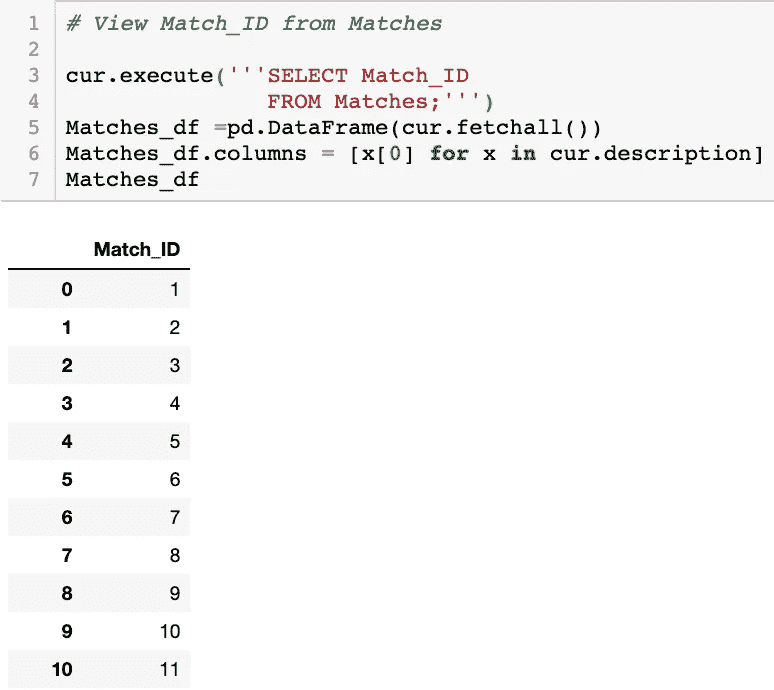 1 # View Match_ID from Matches
2
3 cur.execute('''SELECT Match_ID
4 FROM Matches;''')
5 Matches_df =pd.DataFrame(cur.fetchall())
6 Matches_df.columns = [x[0] for x in cur.description]
7 Matches_df
Match_ID
0 1
1 2
2 3
3 4
4 5
5 6
6 7
7 8
8 9
9 10
10 11